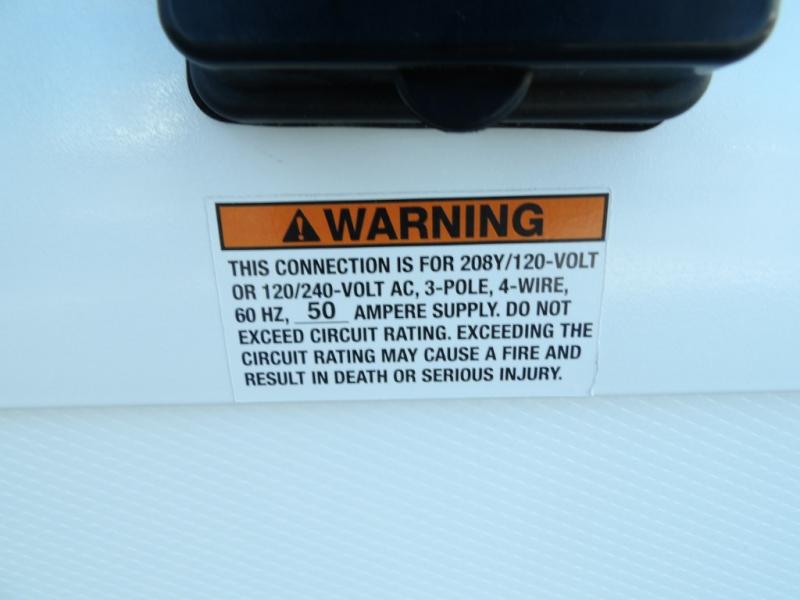 WARNING
THIS CONNECTION IS FOR 208Y/120-VOLT
OR 120/240-VOLT AC, 3-POLE, 4-WIRE,
60 HZ, 50 AMPERE SUPPLY. DO NOT
EXCEED CIRCUIT RATING. EXCEEDING THE
CIRCUIT RATING MAY CAUSE A FIRE AND
RESULT IN DEATH OR SERIOUS INJURY.